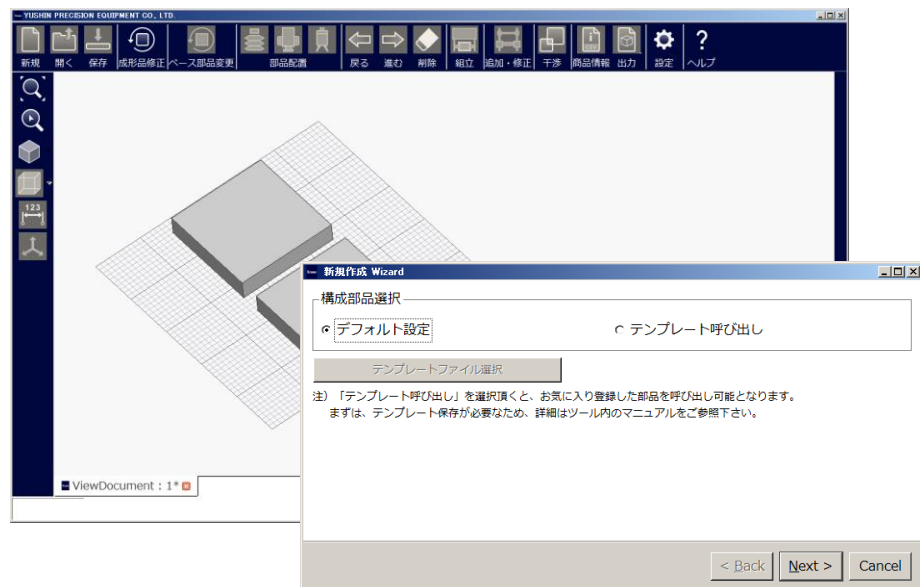 YUSHIN PRECISION EQUIPMENT CO., LTD.
新規 開く 保存 成形品修正 ベース部品変更 部品配置 戻る 進む 削除 組立 追加・修正 干渉 商品情報 出力 設定 ヘルプ
123
新規作成 Wizard
構成部品選択
デフォルト設定 テンプレート呼び出し
テンプレートファイル選択
注）「テンプレート呼び出し」を選択頂くと、お気に入り登録した部品を呼び出し可能となります。
まずは、テンプレート保存が必要なため、詳細はツール内のマニュアルをご参照下さい。
ViewDocument : 1*
< Back Next > Cancel